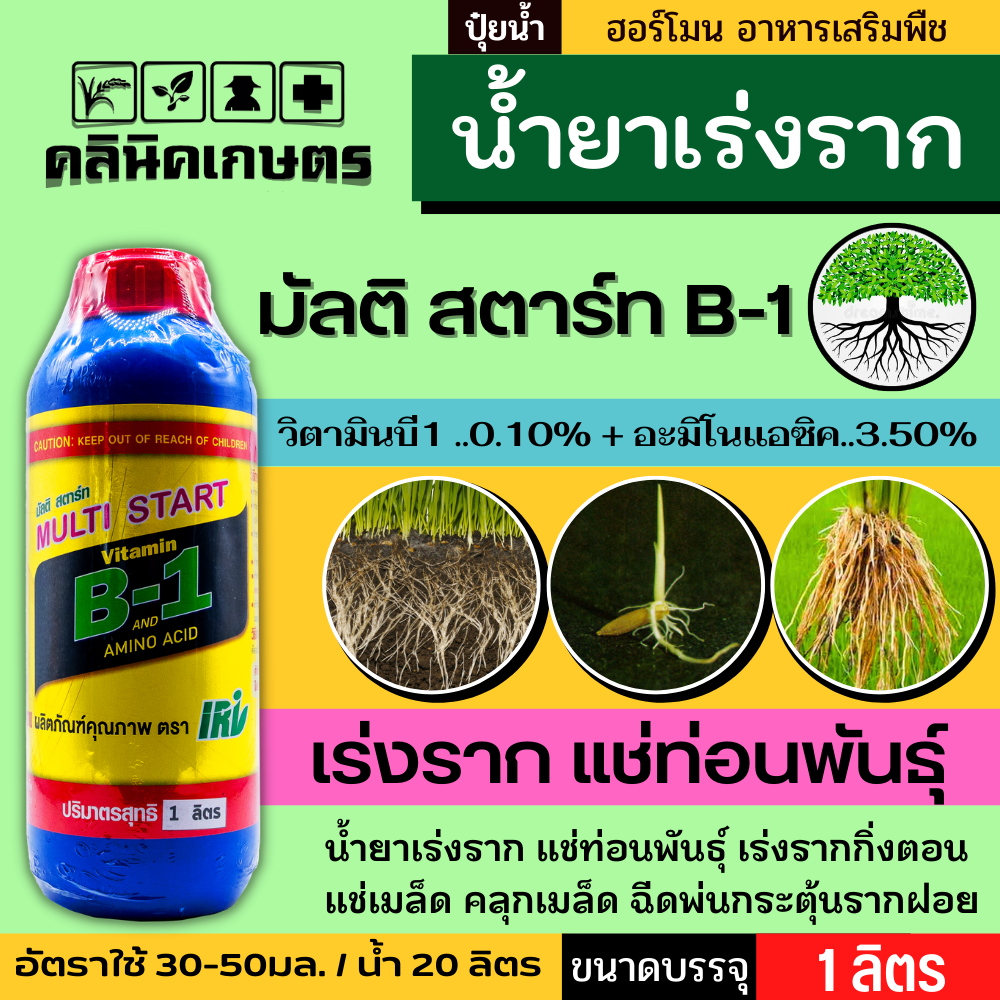 ปุ๋ยน้ำ ฮอร์โมน อาหารเสริมพืช
น้ำยาเร่งราก
คลินิคเกษตร
มัลติ สตาร์ท B-1
วิตามินบี1 ..0.10% + อะมิโนแอซิค..3.50%
CAUTION: KEEP OUT OF REACH OF CHILDREN
มัลติ สตาร์ท
MULTI START
Vitamin
B-1
AND
AMINO ACID
ผลิตภัณฑ์คุณภาพ ตรา
ปริมาตรสุทธิ 1 ลิตร
เร่งราก แช่ท่อนพันธุ์
น้ำยาเร่งราก แช่ท่อนพันธุ์ เร่งรากกิ่งตอน
แช่เมล็ด คลุกเมล็ด ฉีดพ่นกระตุ้นรากฝอย
อัตราใช้ 30-50มล. / น้ำ 20 ลิตร
ขนาดบรรจุ 1 ลิตร